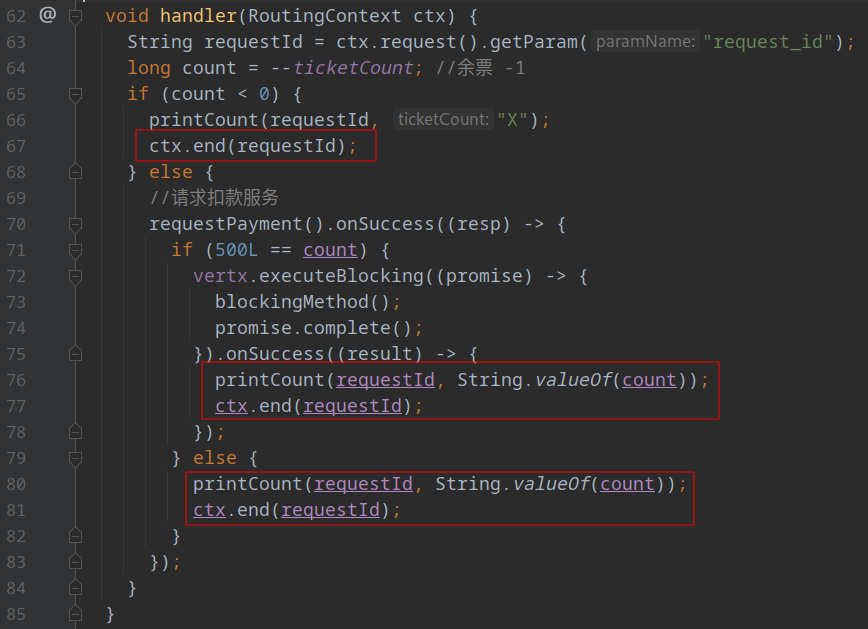 62 @ void handler(RoutingContext ctx) {
63 String requestId = ctx.request().getParam( paramName: "request_id");
64 long count = --ticketCount; //余票 -1
65 if (count < 0) {
66 printCount(requestId, ticketCount: "X");
67 ctx.end(requestId);
68 } else {
69 //请求扣款服务
70 requestPayment().onSuccess((resp) -> {
71 if (500L == count) {
72 vertx.executeBlocking((promise) -> {
73 blockingMethod();
74 promise.complete();
75 }).onSuccess((result) -> {
76 printCount(requestId, String.valueOf(count));
77 ctx.end(requestId);
78 });
79 } else {
80 printCount(requestId, String.valueOf(count));
81 ctx.end(requestId);
82 }
83 });
84 }
85 }